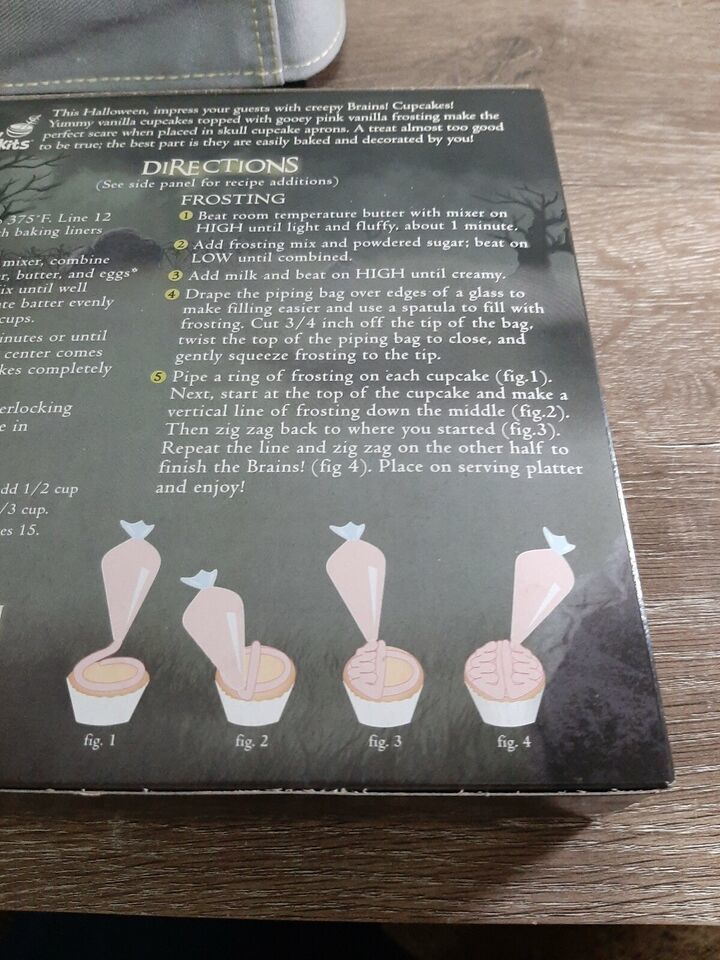 This Halloween, impress your guests with creepy Brains! Cupcakes!
Yummy vanilla cupcakes topped with gooey pink vanilla frosting make the
perfect scare when placed in skull cupcake aprons. A treat almost too good
to be true; the best part is they are easily baked and decorated by you!
kits
DIRECTIONS
(See side panel for recipe additions)
375°F. Line 12
baking liners
mixer, combine
butter, and eggs*
until well
batter evenly
cups.
or until
center comes
completely
in
1/2 cup
/3 cup.
15.
FROSTING
1 Beat room temperature butter with mixer on
HIGH until light and fluffy, about 1 minute.
2 Add frosting mix and powdered sugar; beat on
LOW until combined.
3 Add milk and beat on HIGH until creamy.
4 Drape the piping bag over edges of a glass to
make filling easier and use a spatula to fill with
frosting. Cut 3/4 inch off the tip of the bag,
twist the top of the piping bag to close, and
gently squeeze frosting to the tip.
5 Pipe a ring of frosting on each cupcake (fig.1).
Next, start at the top of the cupcake and make a
vertical line of frosting down the middle (fig.2).
Then zig zag back to where you started (fig.3).
Repeat the line and zig zag on the other half to
finish the Brains! (fig 4). Place on serving platter
and enjoy!
fig. 1
fig. 2
fig. 3
fig. 4